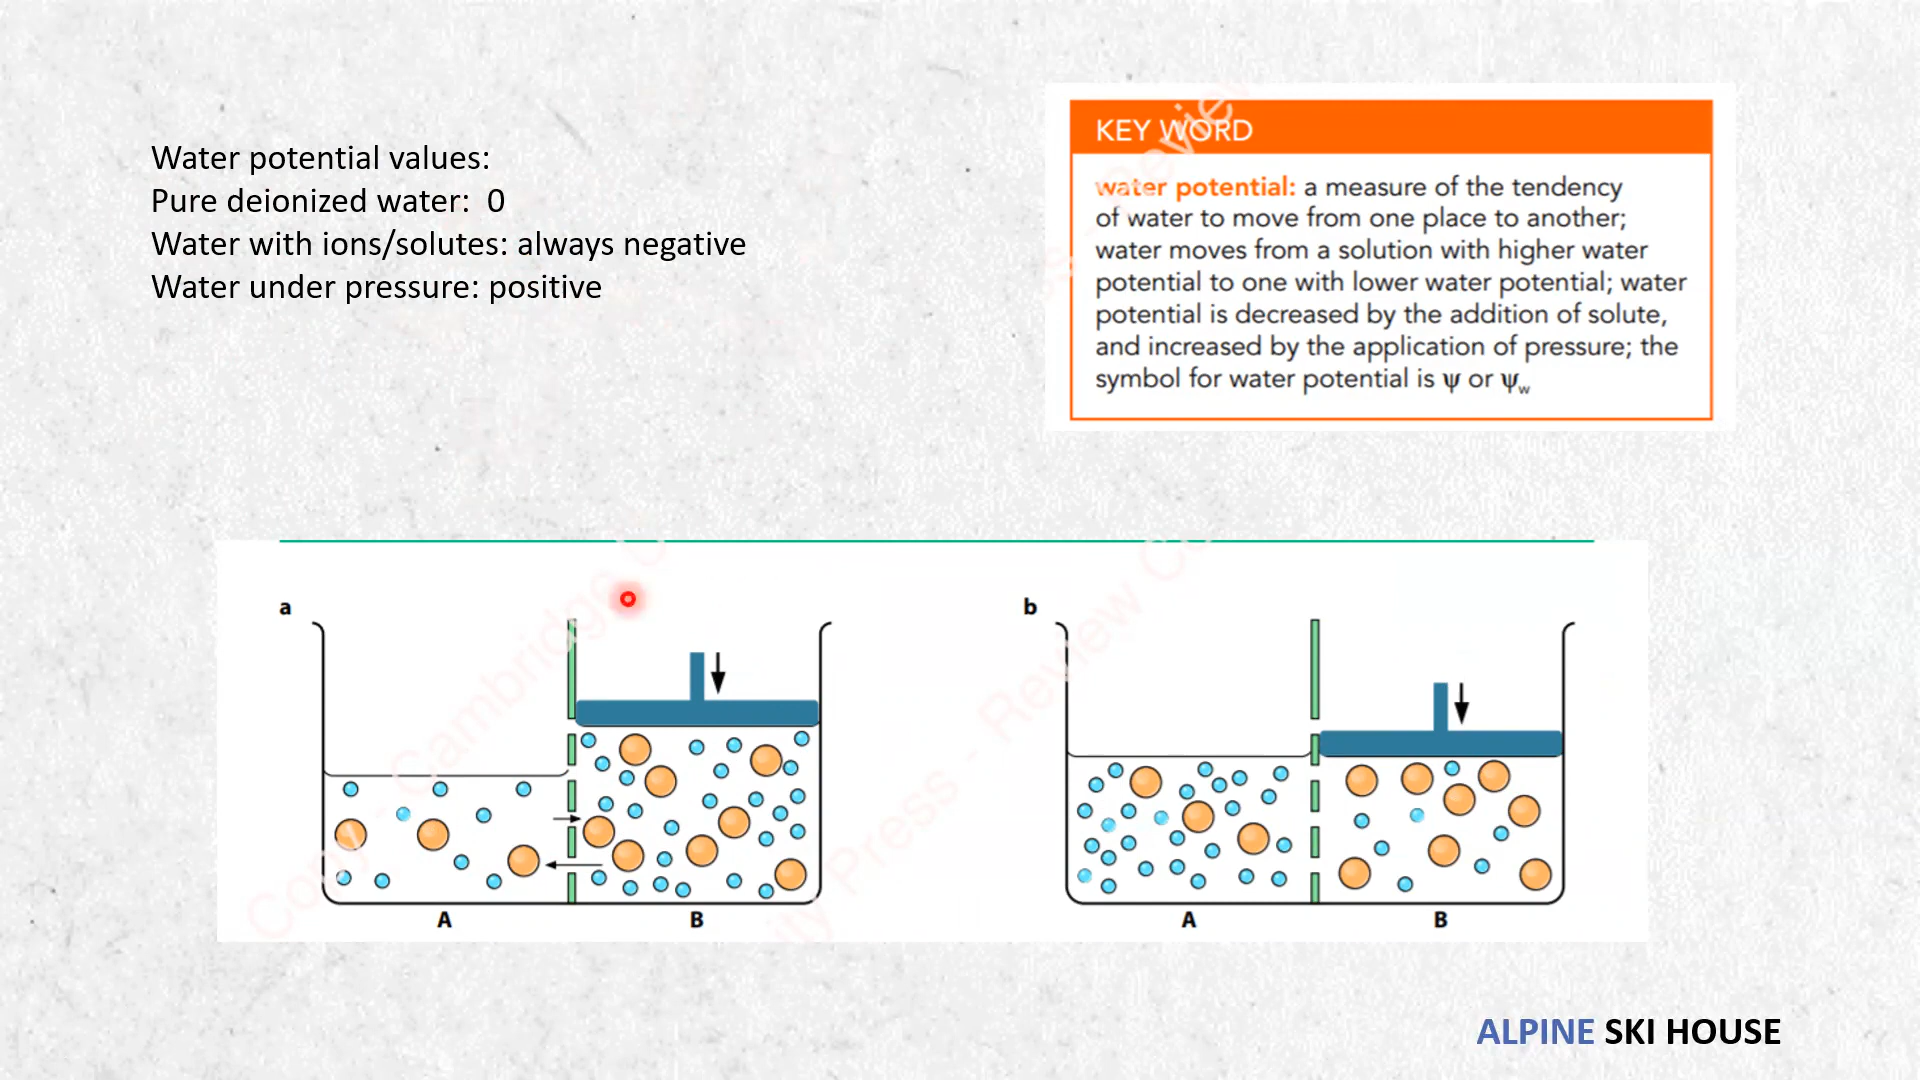 Water potential values:
Pure deionized water:  0
Water with ions/solutes: always negative
Water under pressure: positive
KEY WORD
water potential: a measure of the tendency
of water to move from one place to another;
water moves from a solution with higher water
potential to one with lower water potential; water
potential is decreased by the addition of solute,
and increased by the application of pressure; the
symbol for water potential is ψ or ψw
a
b
A
B
A
B
ALPINE SKI HOUSE